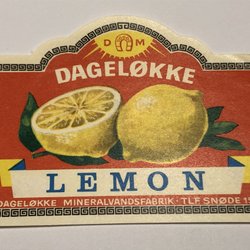 D M
DAGELØKKE
LEMON
DAGELØKKE MINERALVANDSFABRIK · TLF. SNØDE